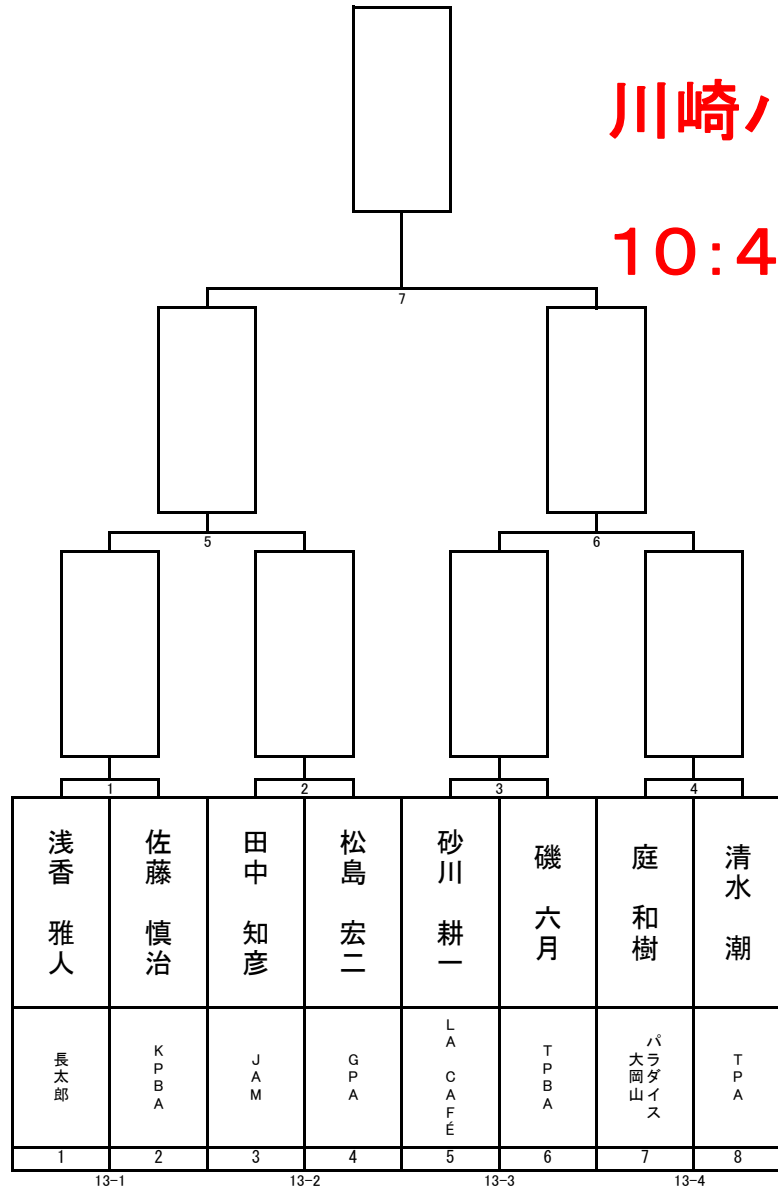 川崎
10:4
7
5
6
1
2
3
4
浅香 雅人
佐藤 慎治
田中 知彦
松島 宏二
砂川 耕一
磯 六月
庭 和樹
清水 潮
長太郎
KPBA
JAM
GPA
LA CAFÉ
TPBA
パラダイス
大岡山
TPA
1
2
3
4
5
6
7
8
13-1
13-2
13-3
13-4